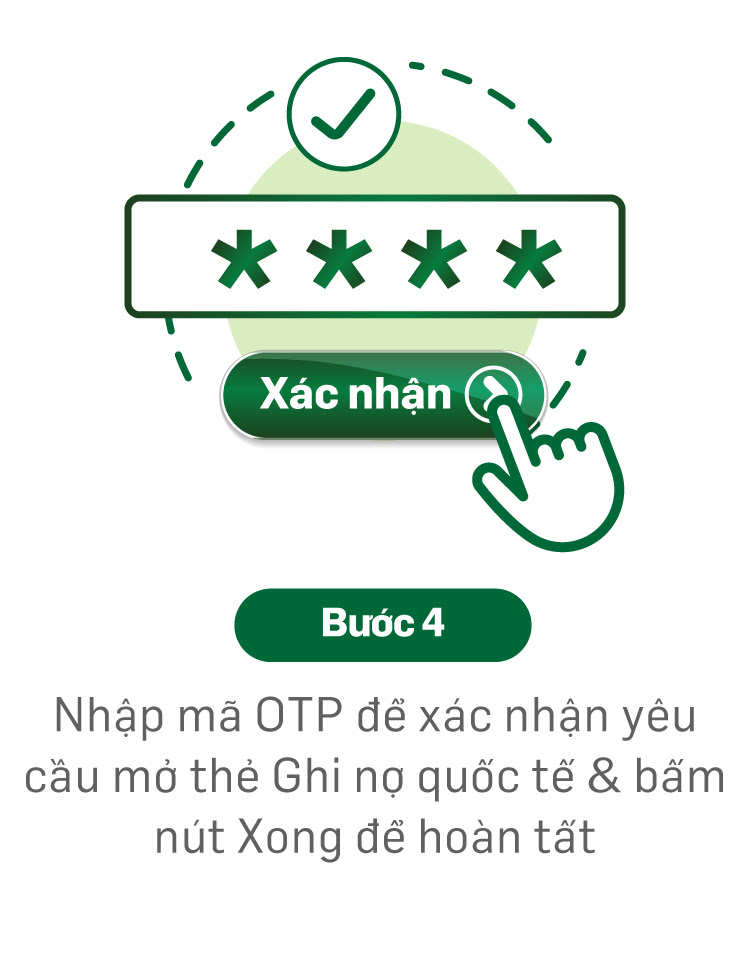 * * * *
Xác nhận
Bước 4
Nhập mã OTP để xác nhận yêu
cầu mở thẻ Ghi nợ quốc tế & bấm
nút Xong để hoàn tất